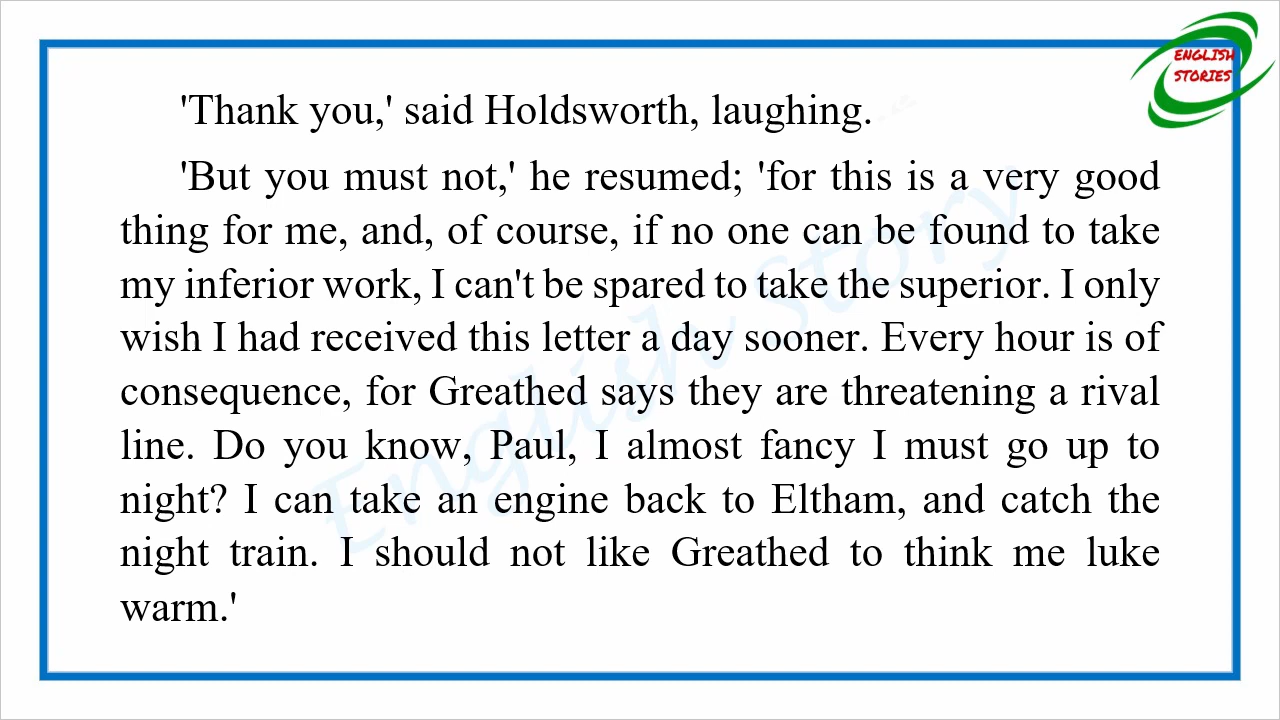 ENGLISH
STORIES
'Thank you,' said Holdsworth, laughing.
'But you must not,' he resumed; 'for this is a very good
thing for me, and, of course, if no one can be found to take
my inferior work, I can't be spared to take the superior. I only
wish I had received this letter a day sooner. Every hour is of
consequence, for Greathed says they are threatening a rival
line. Do you know, Paul, I almost fancy I must go up to
night? I can take an engine back to Eltham, and catch the
night train. I should not like Greathed to think me luke
warm.'
English Story